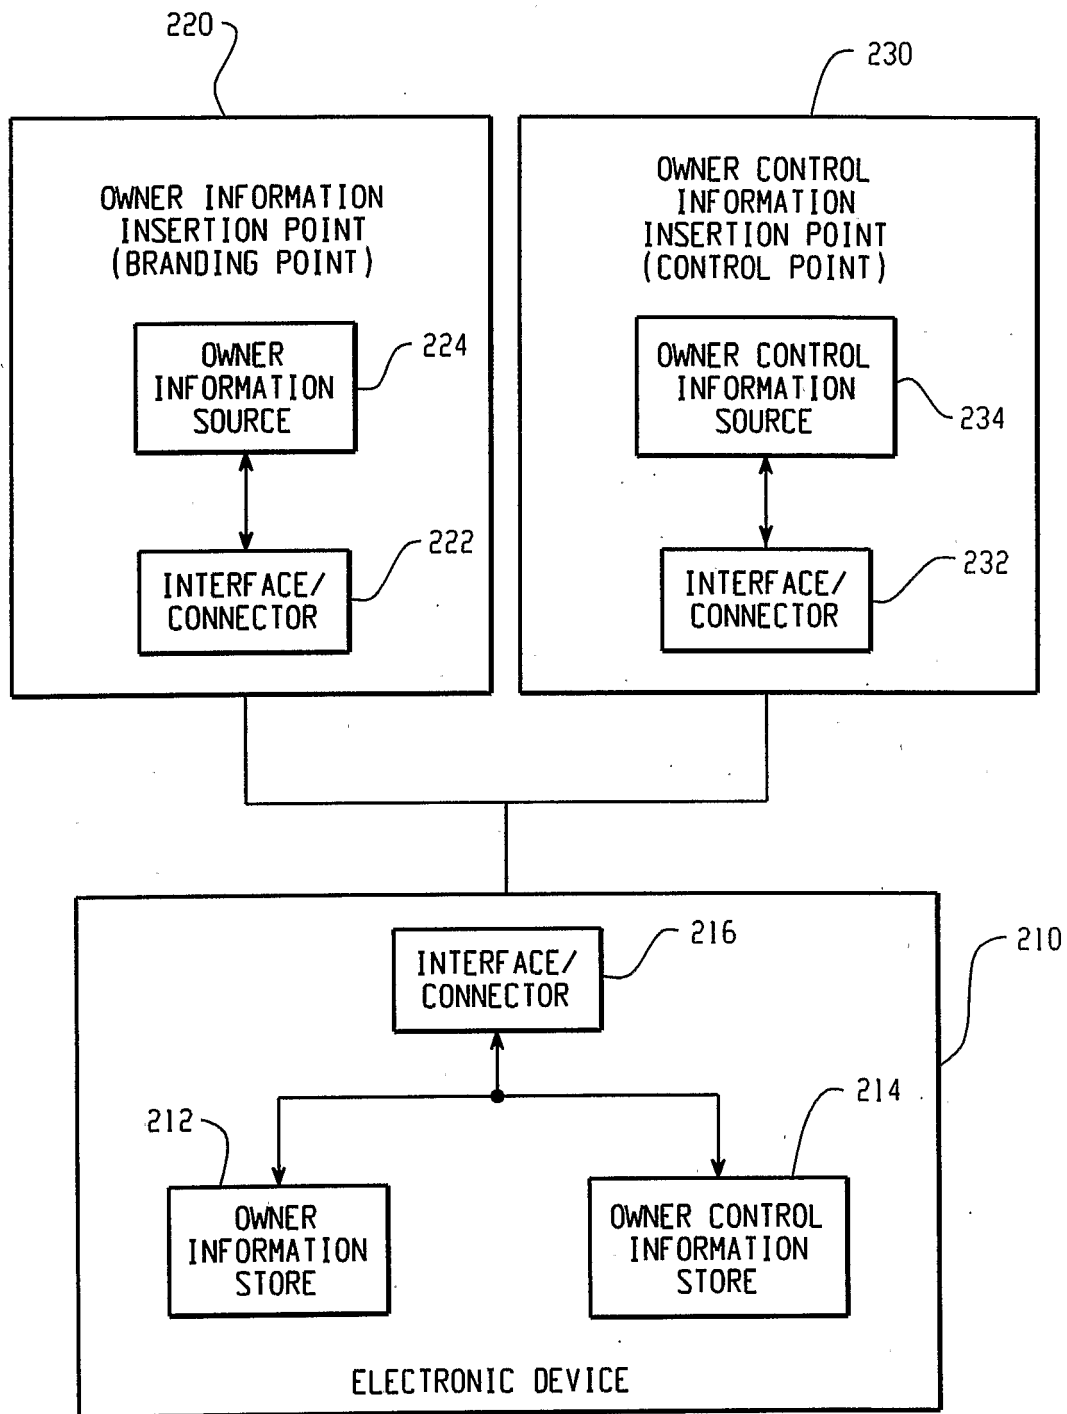 220
230
OWNER INFORMATION
INSERTION POINT
(BRANDING POINT)
OWNER CONTROL
INFORMATION
INSERTION POINT
(CONTROL POINT)
OWNER
INFORMATION
SOURCE
224
OWNER CONTROL
INFORMATION
SOURCE
234
INTERFACE/
CONNECTOR
222
INTERFACE/
CONNECTOR
232
INTERFACE/
CONNECTOR
216
210
212
OWNER
INFORMATION
STORE
214
OWNER CONTROL
INFORMATION
STORE
ELECTRONIC DEVICE